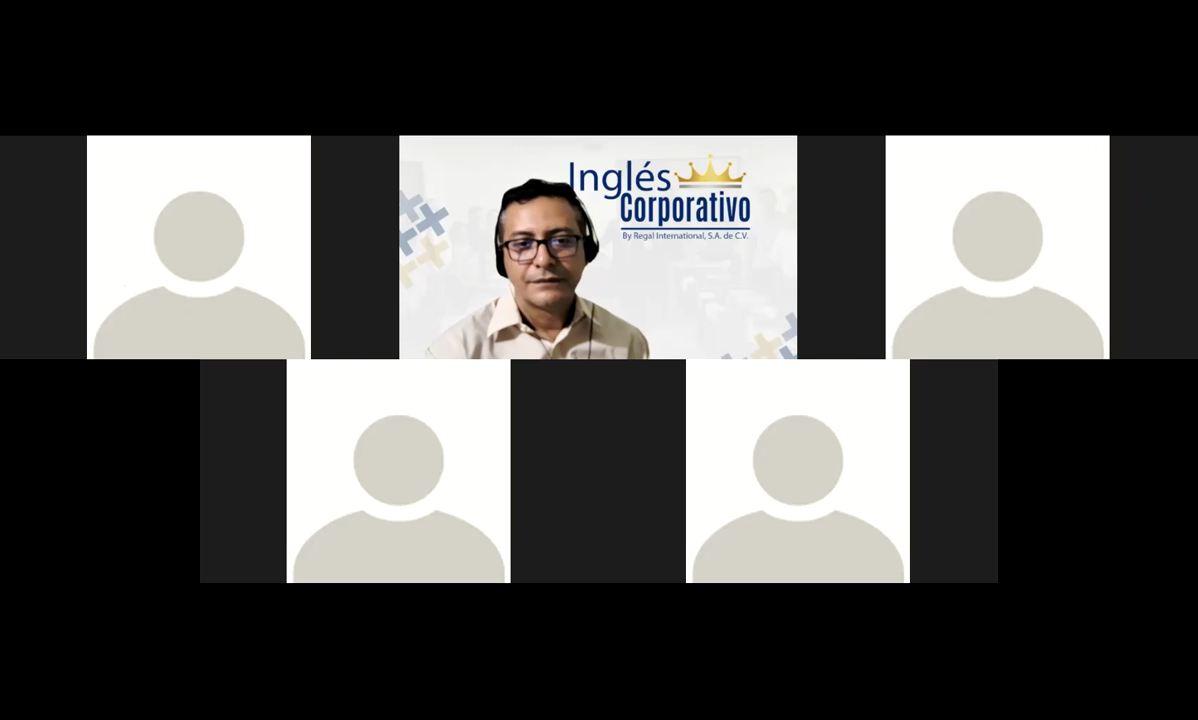 Inglés
Corporativo
By Regal International, S.A. de C.V.